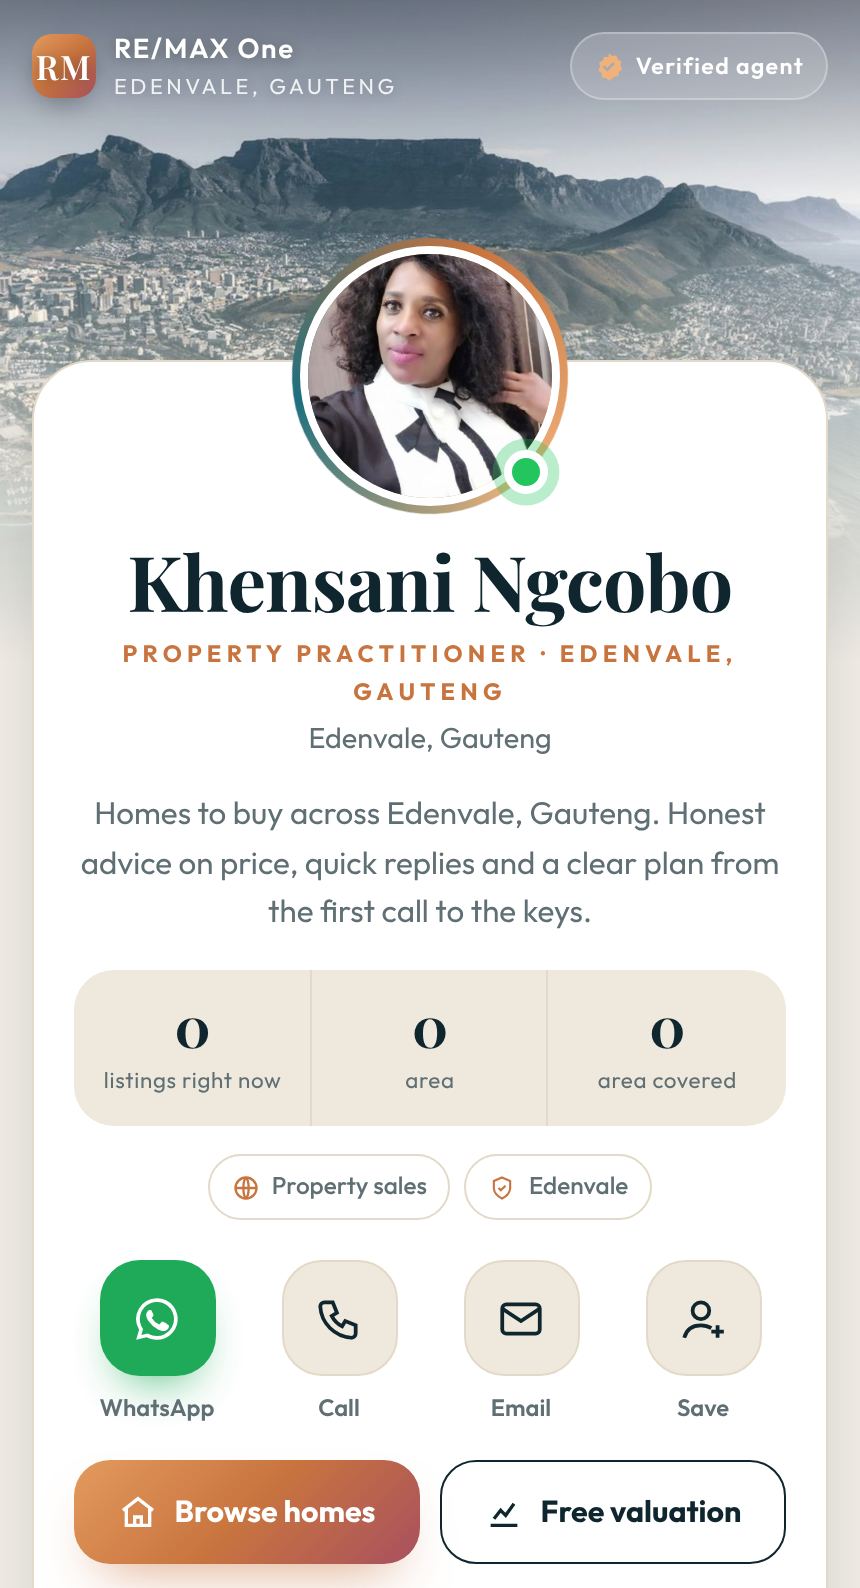 RM
RE/MAX One
EDENVALE, GAUTENG
Verified agent
Khensani Ngcobo
PROPERTY PRACTITIONER · EDENVALE,
GAUTENG
Edenvale, Gauteng
Homes to buy across Edenvale, Gauteng. Honest
advice on price, quick replies and a clear plan from
the first call to the keys.
0 0 0
listings right now area area covered
Property sales Edenvale
WhatsApp Call Email Save
Browse homes Free valuation